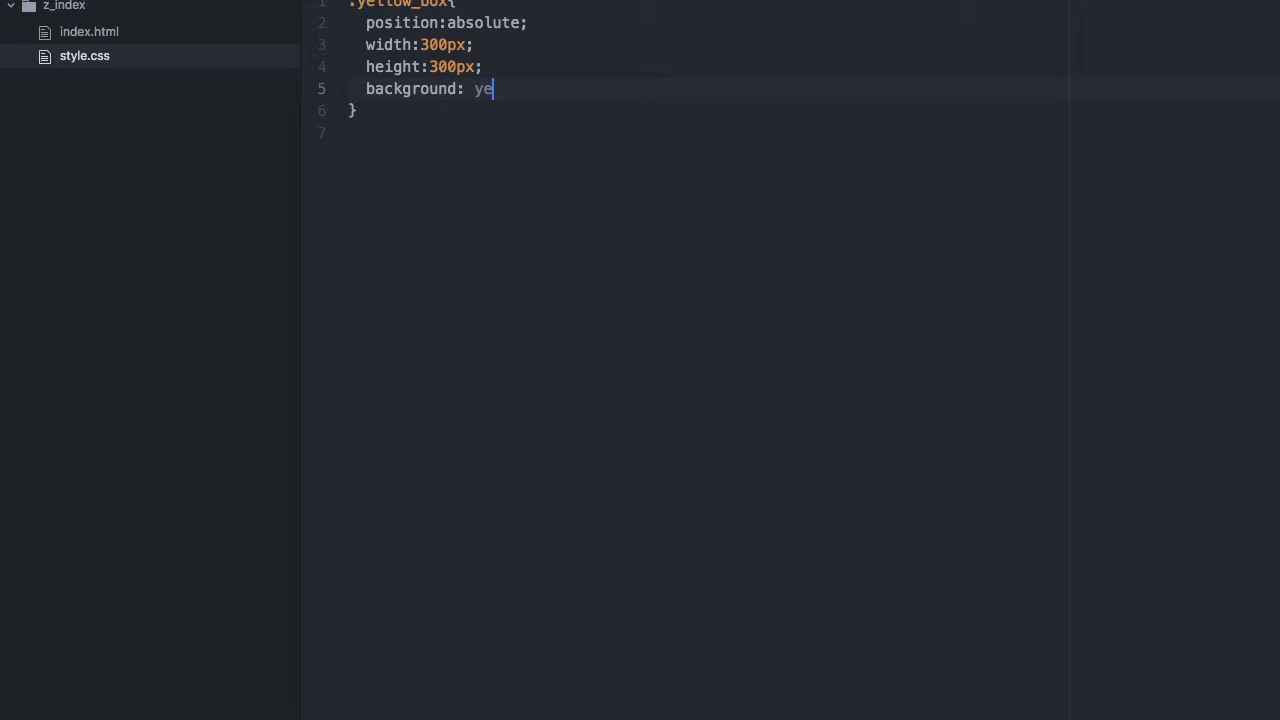 z_index
index.html
style.css
1 .yellow_box{
2 position:absolute;
3 width:300px;
4 height:300px;
5 background: ye
6 }
7